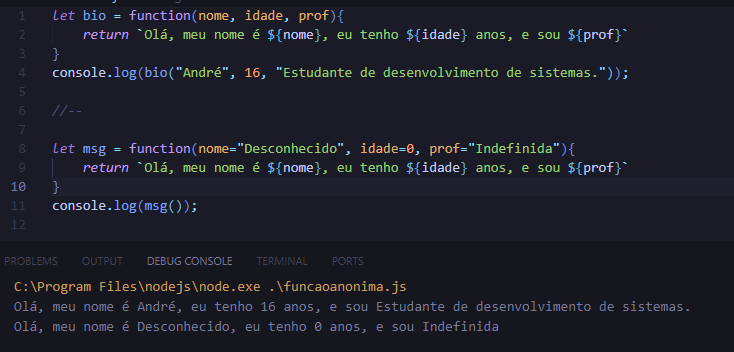 1 let bio = function(nome, idade, prof){
2 return `Olá, meu nome é ${nome}, eu tenho ${idade} anos, e sou ${prof}`
3 }
4 console.log(bio("André", 16, "Estudante de desenvolvimento de sistemas."));
5
6 //--
7
8 let msg = function(nome="Desconhecido", idade=0, prof="Indefinida"){
9 return `Olá, meu nome é ${nome}, eu tenho ${idade} anos, e sou ${prof}`
10 }
11 console.log(msg());
12
PROBLEMS OUTPUT DEBUG CONSOLE TERMINAL PORTS
C:\Program Files\nodejs\node.exe .\funcaoanonima.js
Olá, meu nome é André, eu tenho 16 anos, e sou Estudante de desenvolvimento de sistemas.
Olá, meu nome é Desconhecido, eu tenho 0 anos, e sou Indefinida